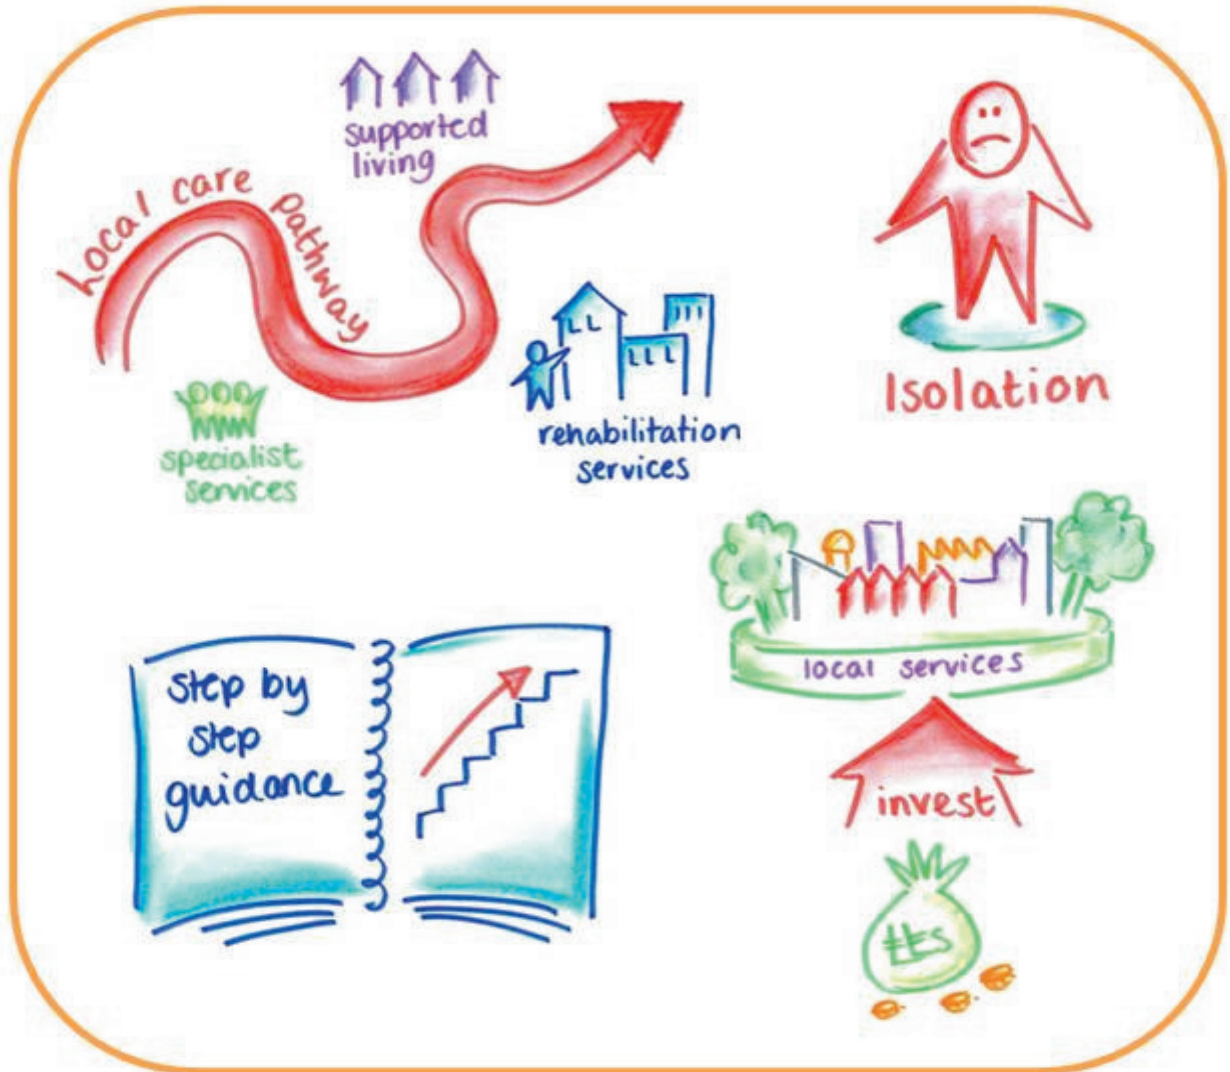 Local care pathway
supported
living
specialist
services
rehabilitation
services
Isolation
step by
step
guidance
local services
invest
£££s